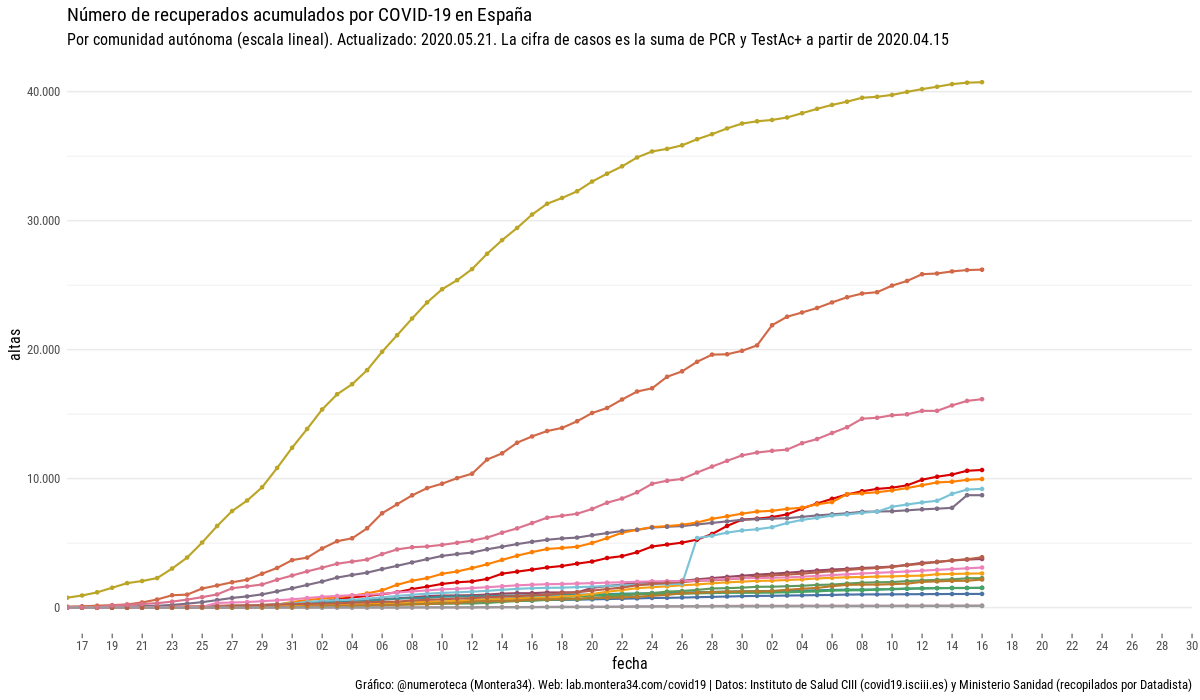 Número de recuperados acumulados por COVID-19 en España
Por comunidad autónoma (escala lineal). Actualizado: 2020.05.21. La cifra de casos es la suma de PCR y TestAc+ a partir de 2020.04.15
40.000
30.000
20.000
10.000
0
altas
17 19 21 23 25 27 29 31 02 04 06 08 10 12 14 16 18 20 22 24 26 28 30 02 04 06 08 10 12 14 16 18 20 22 24 26 28 30
fecha
Gráfico: @numeroteca (Montera34). Web: lab.montera34.com/covid19 | Datos: Instituto de Salud CIII (covid19.isciii.es) y Ministerio Sanidad (recopilados por Datadista)